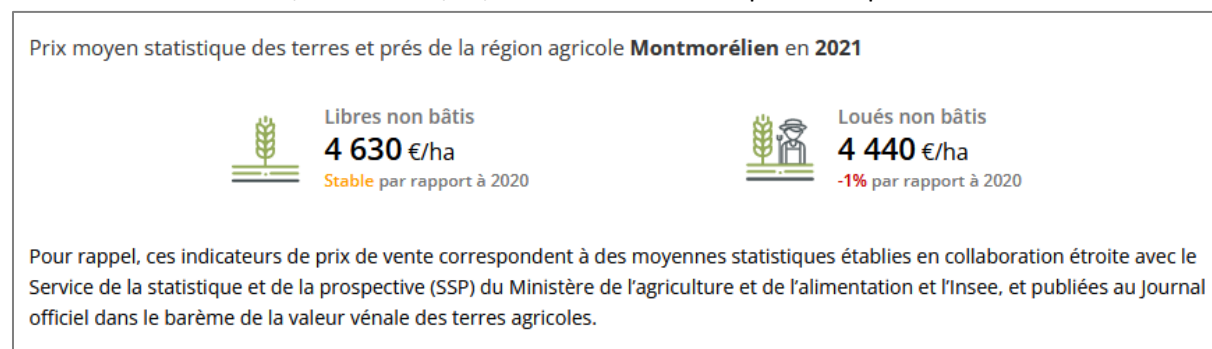 Prix moyen statistique des terres et prés de la région agricole Montmorélien en 2021
Libres non bâtis
4 630 €/ha
Stable par rapport à 2020
Loués non bâtis
4 440 €/ha
-1% par rapport à 2020
Pour rappel, ces indicateurs de prix de vente correspondent à des moyennes statistiques établies en collaboration étroite avec le
Service de la statistique et de la prospective (SSP) du Ministère de l’agriculture et de l’alimentation et l’Insee, et publiées au Journal
officiel dans le barème de la valeur vénale des terres agricoles.